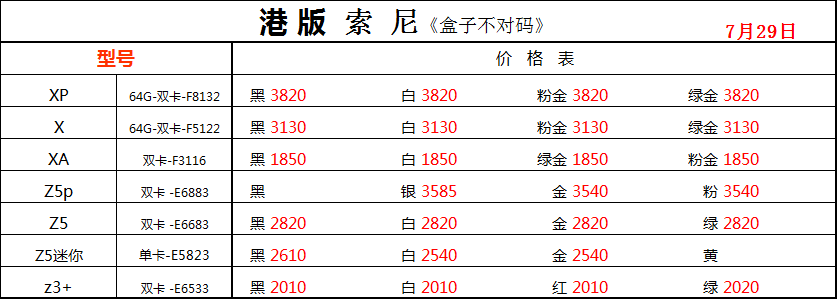 港版 索 尼《盒子不对码》 7月29日
型号 价 格 表
XP 64G-双卡-F8132 黑 3820 白 3820 粉金 3820 绿金 3820
X 64G-双卡-F5122 黑 3130 白 3130 粉金 3130 绿金 3130
XA 双卡-F3116 黑 1850 白 1850 绿金 1850 粉金 1850
Z5p 双卡 -E6883 黑 银 3585 金 3540 粉 3540
Z5 双卡 -E6683 黑 2820 白 2820 金 2820 绿 2820
Z5迷你 单卡-E5823 黑 2610 白 2540 金 2540 黄
z3+ 双卡 -E6533 黑 2010 白 2010 红 2010 绿 2020